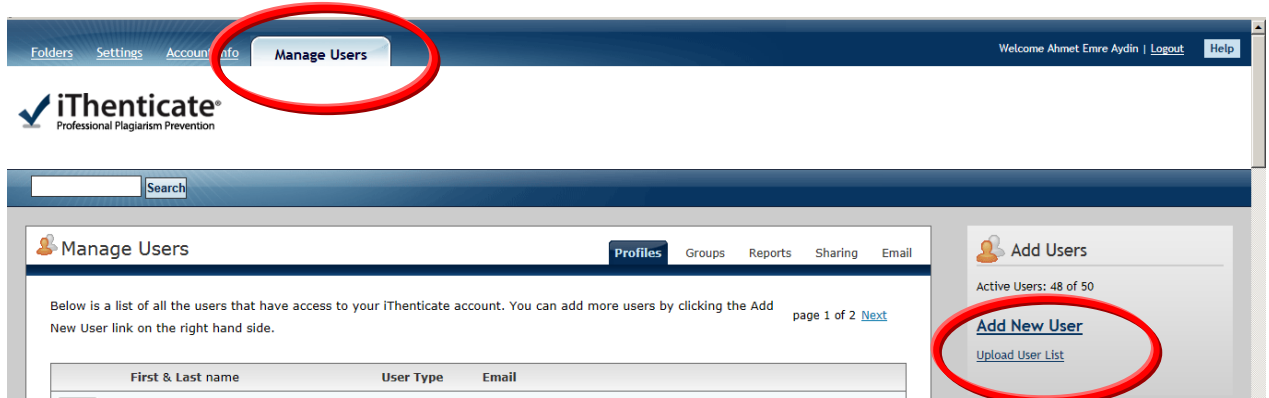 Folders Settings Account Info Manage Users Welcome Ahmet Emre Aydin | Logout Help
iThenticate®
Professional Plagiarism Prevention
Search
Manage Users Profiles Groups Reports Sharing Email
Below is a list of all the users that have access to your iThenticate account. You can add more users by clicking the Add
New User link on the right hand side.
page 1 of 2 Next
First & Last name User Type Email
Add Users
Active Users: 48 of 50
Add New User
Upload User List